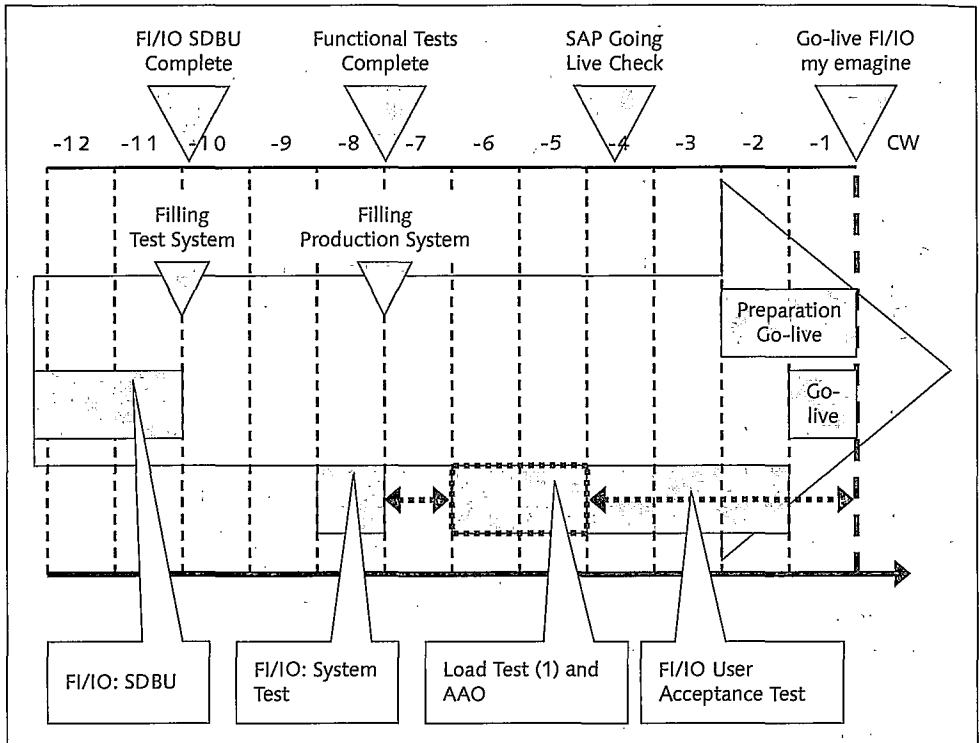 FI/IO SDBU
Complete
Functional Tests
Complete
SAP Going
Live Check
Go-live FI/IO
my emagine
-12 -11 -10 -9 -8 -7 -6 -5 -4 -3 -2 -1 CW
Filling
Test System
Filling
Production System
Preparation
Go-live
Go-
live
FI/IO: SDBU
FI/IO: System
Test
Load Test (1) and
AAO
FI/IO User
Acceptance Test